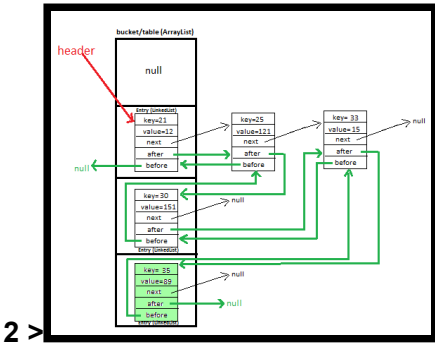 bucket/table (ArrayList)
header
null
Entry (LinkedList)
key=21
value=12
next
after
before
null
key=25
value=121
next
after
before
key= 33
value=15
next
after
before
null
key=30
value=151
next
after
before
Entry (LinkedList)
null
key= 35
value=89
next
after
before
Entry (LinkedList)
null
null
2 >